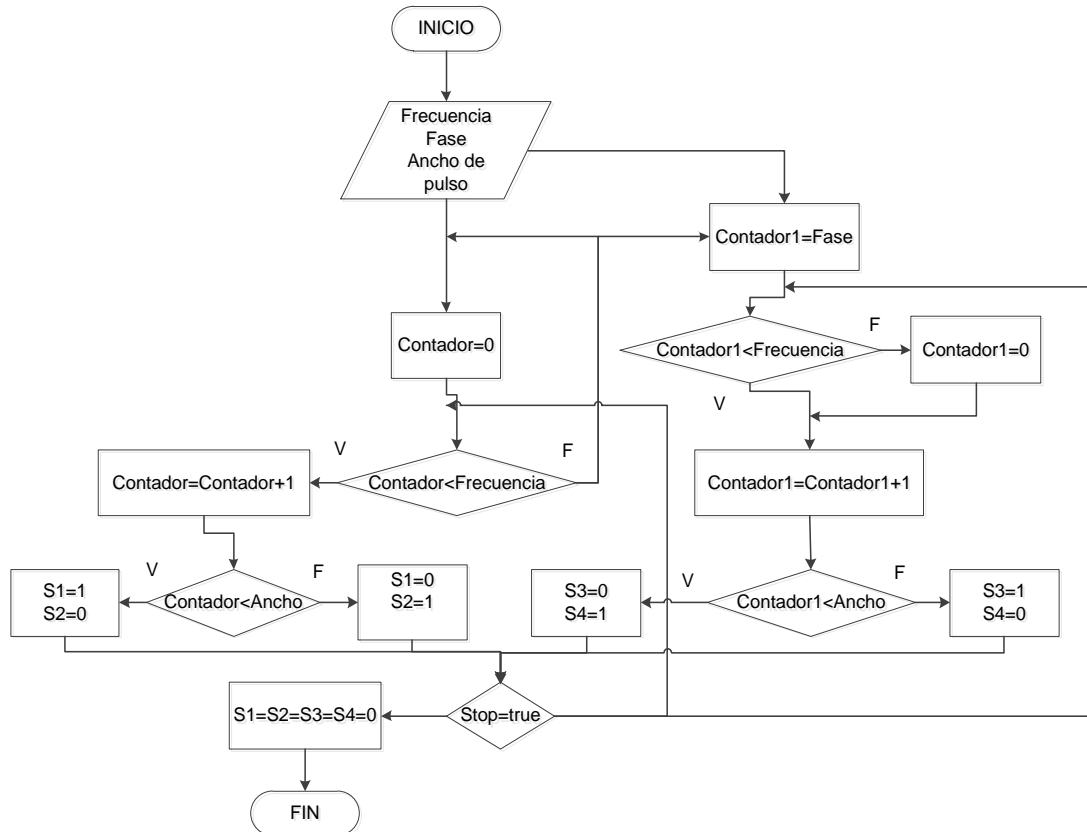 INICIO
Frecuencia
Fase
Ancho de
pulso
Contador1=Fase
Contador=0
Contador1<Frecuencia
F
Contador1=0
V
V
Contador<Frecuencia
F
Contador=Contador+1
Contador1=Contador1+1
S1=1
S2=0
V
Contador<Ancho
F
S1=0
S2=1
S3=0
S4=1
V
Contador1<Ancho
F
S3=1
S4=0
S1=S2=S3=S4=0
Stop=true
FIN